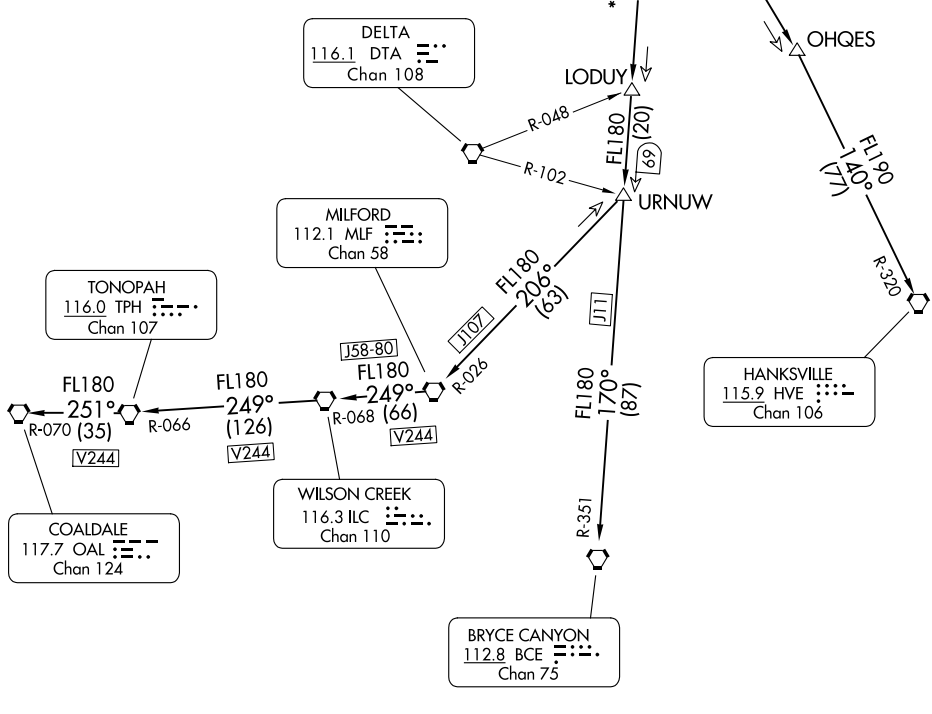 *
OHQES
DELTA
116.1 DTA
Chan 108
LODUY
R-048
FL180
(20)
69
R-102
URNUW
FL190
140°
(77)
R-320
MILFORD
112.1 MLF
Chan 58
FL180
206°
(63)
J107
J11
TONOPAH
116.0 TPH
Chan 107
J58-80
FL180
249°
(66)
V244
R-026
R-068
FL180
249°
(126)
V244
R-066
FL180
251°
(35)
V244
R-070
FL180
170°
(87)
HANKSVILLE
115.9 HVE
Chan 106
WILSON CREEK
116.3 ILC
Chan 110
COALDALE
117.7 OAL
Chan 124
R-351
BRYCE CANYON
112.8 BCE
Chan 75